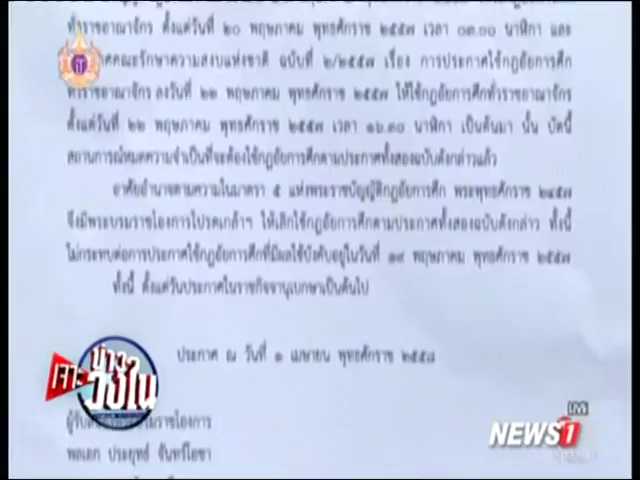 ทั่วราชอาณาจักร ตั้งแต่วันที่ ๒๐ พฤษภาคม พุทธศักราช ๒๕๕๗ เวลา ๐๓.๐๐ นาฬิกา และ
คณะรักษาความสงบแห่งชาติ ฉบับที่ ๒/๒๕๕๗ เรื่อง การประกาศใช้กฎอัยการศึก
ทั่วราชอาณาจักร ลงวันที่ ๒๒ พฤษภาคม พุทธศักราช ๒๕๕๗ ให้ใช้กฎอัยการศึกทั่วราชอาณาจักร
ตั้งแต่วันที่ ๒๒ พฤษภาคม พุทธศักราช ๒๕๕๗ เวลา ๑๖.๓๐ นาฬิกา เป็นต้นมา นั้น บัดนี้
สถานการณ์หมดความจำเป็นที่จะต้องใช้กฎอัยการศึกตามประกาศทั้งสองฉบับดังกล่าวแล้ว
อาศัยอำนาจตามความในมาตรา ๕ แห่งพระราชบัญญัติกฎอัยการศึก พระพุทธศักราช ๒๔๕๗
จึงมีพระบรมราชโองการโปรดเกล้าฯ ให้เลิกใช้กฎอัยการศึกตามประกาศทั้งสองฉบับดังกล่าว ทั้งนี้
ไม่กระทบต่อการประกาศใช้กฎอัยการศึกที่มีผลใช้บังคับอยู่ในวันที่ ๑๙ พฤษภาคม พุทธศักราช ๒๕๕๗
ทั้งนี้ ตั้งแต่วันประกาศในราชกิจจานุเบกษาเป็นต้นไป
ประกาศ ณ วันที่ ๑ เมษายน พุทธศักราช ๒๕๕๘
เจาะ ข่าว วงใน
ราชโองการ
พลเอก ประยุทธ์ จันทร์โอชา
LIVE
NEWS1